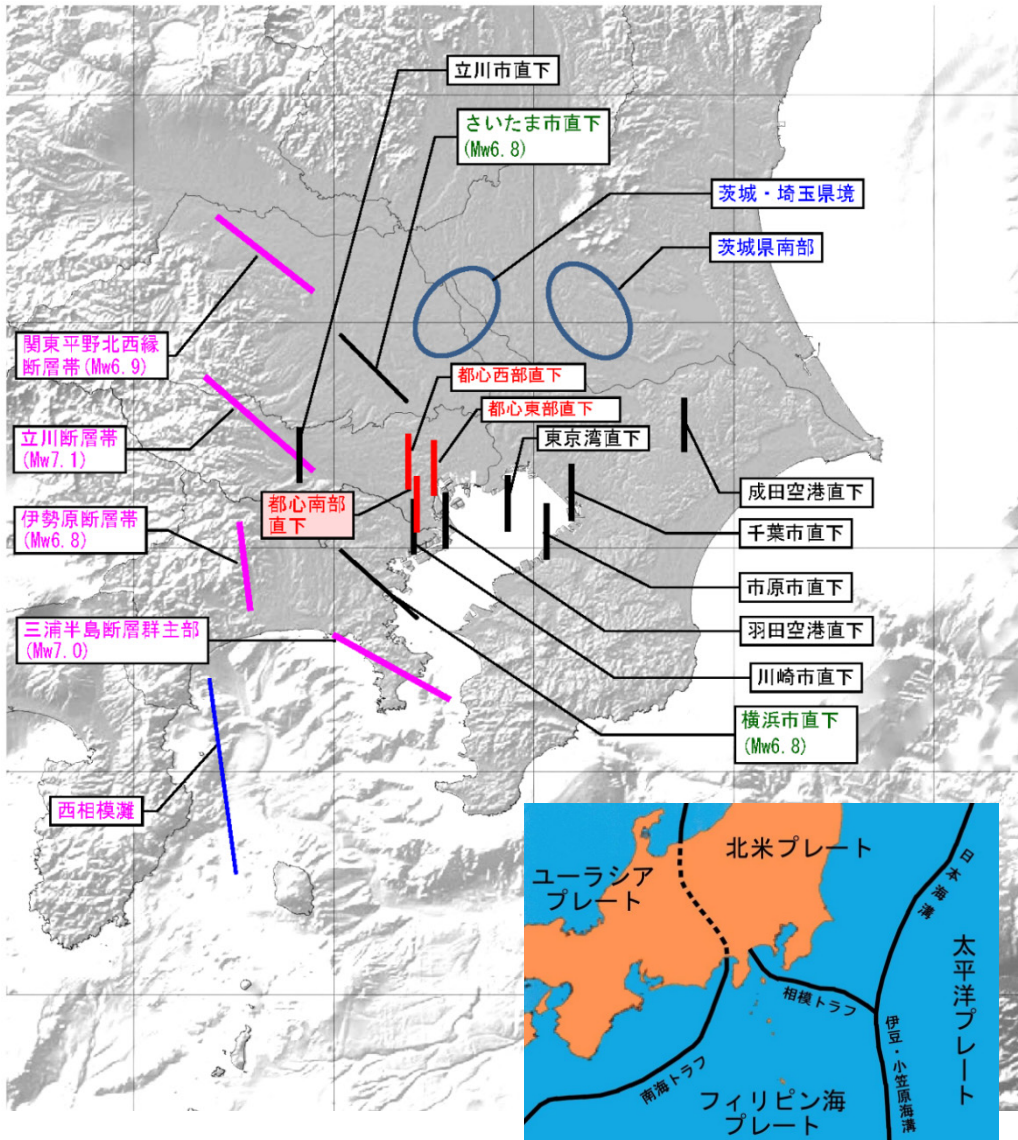 立川市直下
さいたま市直下
(Mw6.8)
茨城・埼玉県境
茨城県南部
関東平野北西縁
断層帯(Mw6.9)
都心西部直下
都心東部直下
東京湾直下
立川断層帯
(Mw7.1)
成田空港直下
都心南部
直下
伊勢原断層帯
(Mw6.8)
千葉市直下
市原市直下
三浦半島断層群主部
(Mw7.0)
羽田空港直下
川崎市直下
横浜市直下
(Mw6.8)
西相模灘
北米プレート
ユーラシア
プレート
日本海溝
太平洋プレート
相模トラフ
伊豆・小笠原海溝
南海トラフ
フィリピン海
プレート